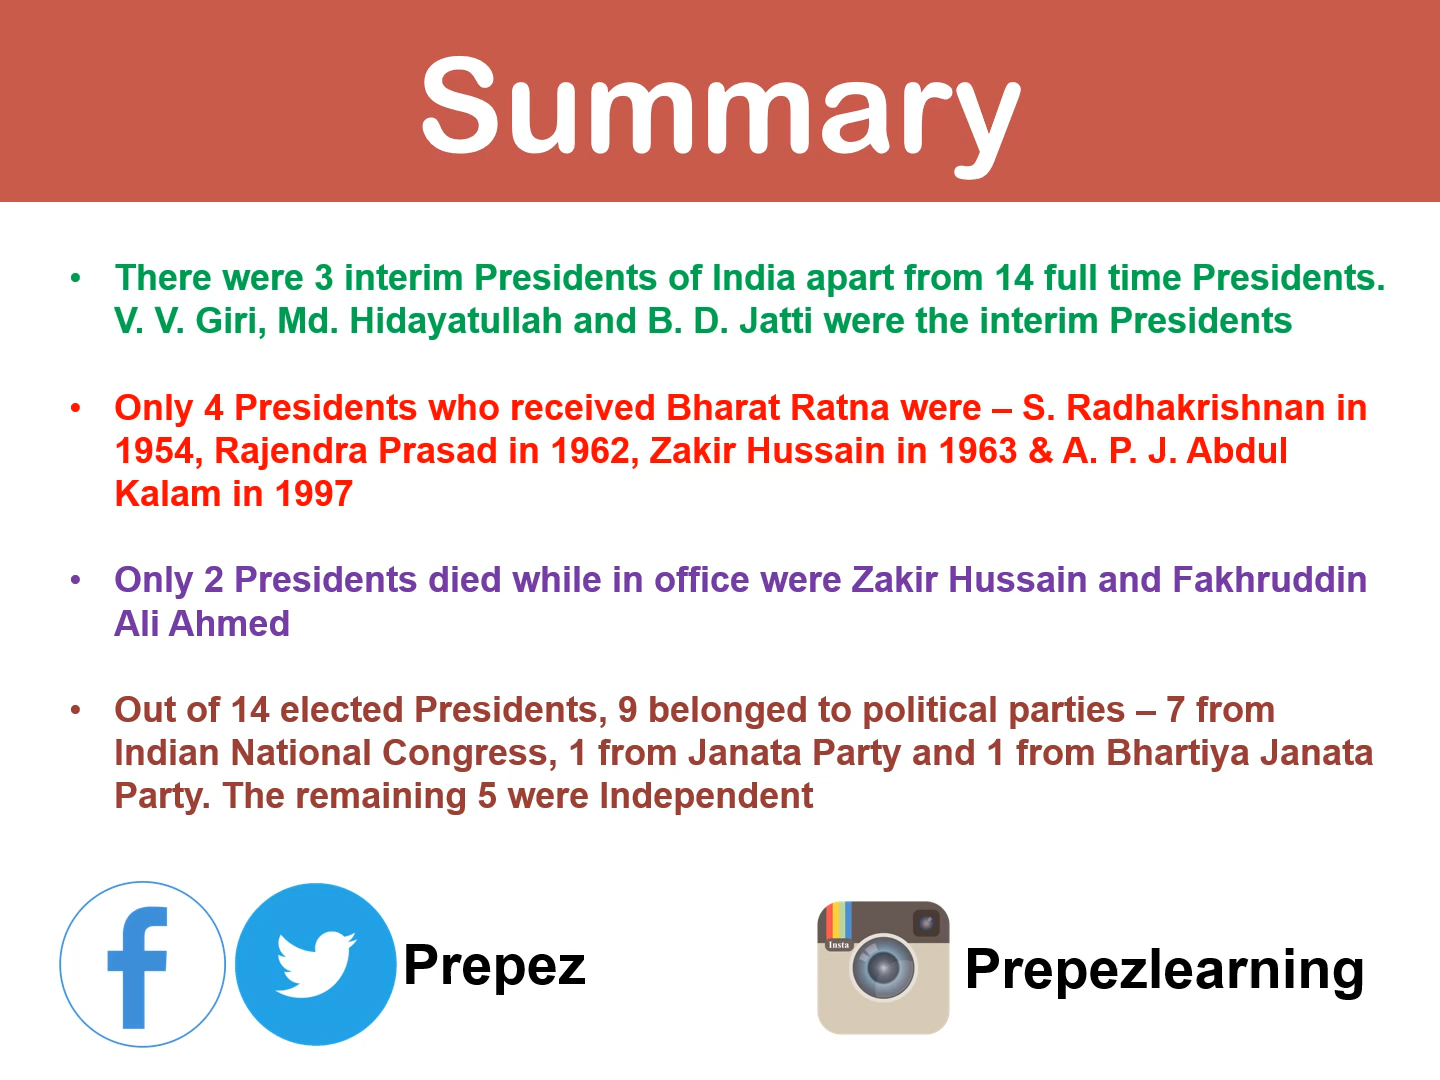 Summary
• There were 3 interim Presidents of India apart from 14 full time Presidents.
V. V. Giri, Md. Hidayatullah and B. D. Jatti were the interim Presidents
• Only 4 Presidents who received Bharat Ratna were – S. Radhakrishnan in
1954, Rajendra Prasad in 1962, Zakir Hussain in 1963 & A. P. J. Abdul
Kalam in 1997
• Only 2 Presidents died while in office were Zakir Hussain and Fakhruddin
Ali Ahmed
• Out of 14 elected Presidents, 9 belonged to political parties – 7 from
Indian National Congress, 1 from Janata Party and 1 from Bhartiya Janata
Party. The remaining 5 were Independent
f Prepez
Insta
Prepezlearning